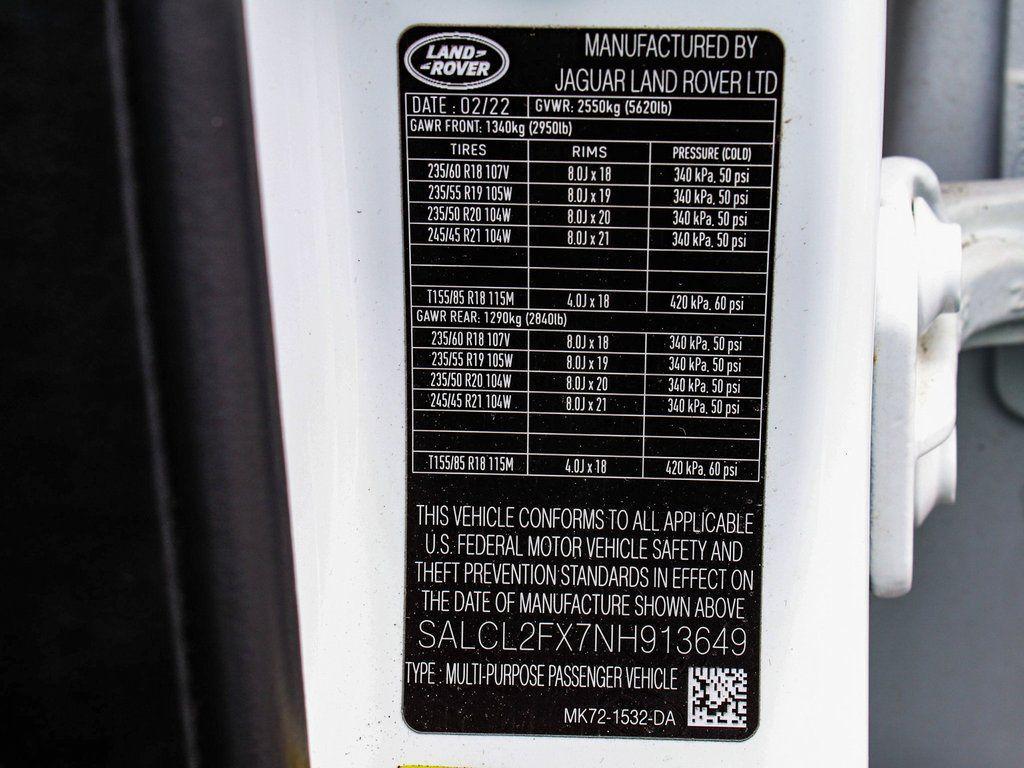 LAND ROVER
MANUFACTURED BY
JAGUAR LAND ROVER LTD
DATE : 02/22 GVWR: 2550kg (5620lb)
GAWR FRONT: 1340kg (2950lb)
TIRES RIMS PRESSURE (COLD)
235/60 R18 107V 8.0J x 18 340 kPa, 50 psi
235/55 R19 105W 8.0J x 19 340 kPa, 50 psi
235/50 R20 104W 8.0J x 20 340 kPa, 50 psi
245/45 R21 104W 8.0J x 21 340 kPa, 50 psi
T155/85 R18 115M 4.0J x 18 420 kPa, 60 psi
GAWR REAR: 1290kg (2840lb)
235/60 R18 107V 8.0J x 18 340 kPa, 50 psi
235/55 R19 105W 8.0J x 19 340 kPa, 50 psi
235/50 R20 104W 8.0J x 20 340 kPa, 50 psi
245/45 R21 104W 8.0J x 21 340 kPa, 50 psi
T155/85 R18 115M 4.0J x 18 420 kPa, 60 psi
THIS VEHICLE CONFORMS TO ALL APPLICABLE
U.S. FEDERAL MOTOR VEHICLE SAFETY AND
THEFT PREVENTION STANDARDS IN EFFECT ON
THE DATE OF MANUFACTURE SHOWN ABOVE
SALCL2FX7NH913649
TYPE : MULTI-PURPOSE PASSENGER VEHICLE
MK72-1532-DA